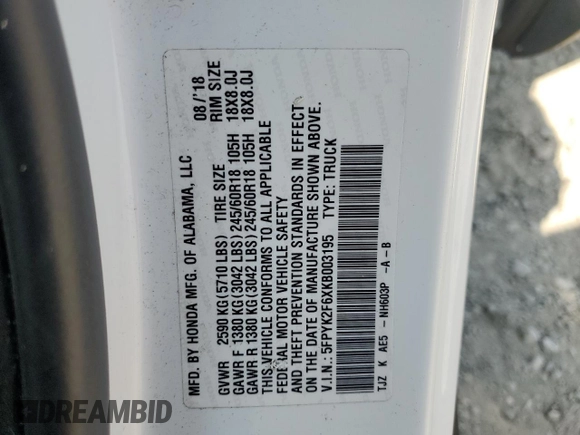 MFD. BY HONDA MFG. OF ALABAMA, LLC 08/'18
GVWR 2590 KG(5710 LBS) TIRE SIZE RIM SIZE
GAWR F 1380 KG(3042 LBS) 245/60R18 105H 18X8.0J
GAWR R 1380 KG(3042 LBS) 245/60R18 105H 18X8.0J
THIS VEHICLE CONFORMS TO ALL APPLICABLE
FEDERAL MOTOR VEHICLE SAFETY
AND THEFT PREVENTION STANDARDS IN EFFECT
ON THE DATE OF MANUFACTURE SHOWN ABOVE.
V.I.N.: 5FPYK2F6XKB003195 TYPE: TRUCK
TJZ K AE5 - NH603P -A-B
DREAMBID